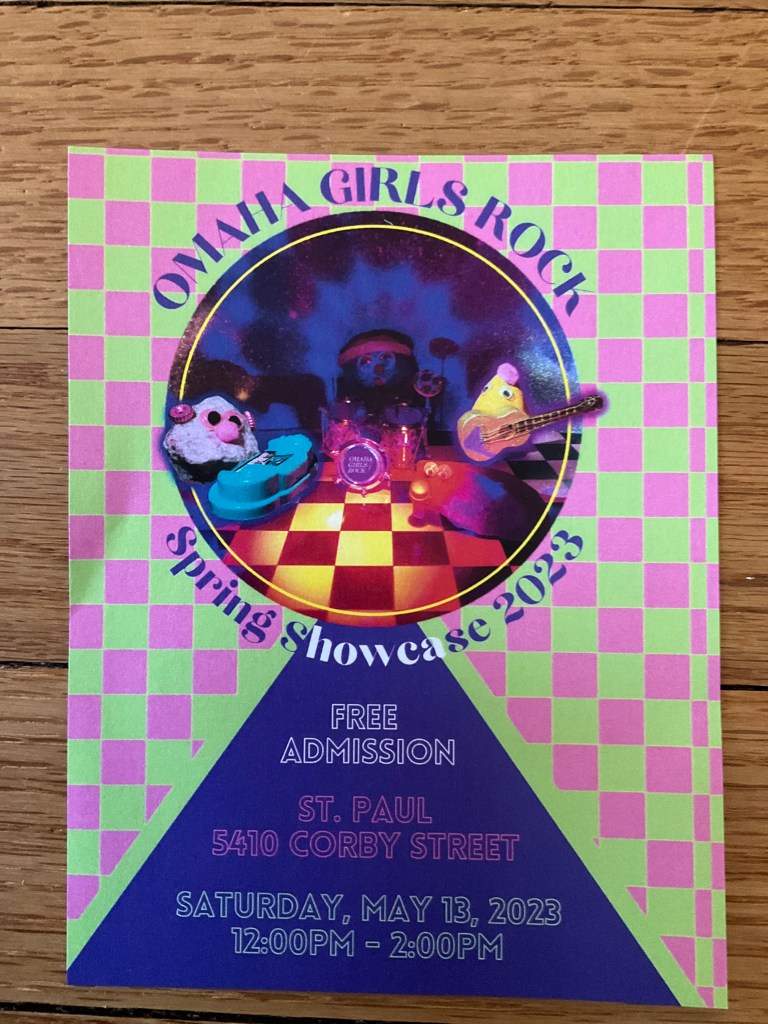 OMAHA GIRLS ROCK
OMAHA
GIRLS
ROCK
Spring Showcase 2023
FREE
ADMISSION
ST. PAUL
5410 CORBY STREET
SATURDAY, MAY 13, 2023
12:00PM - 2:00PM